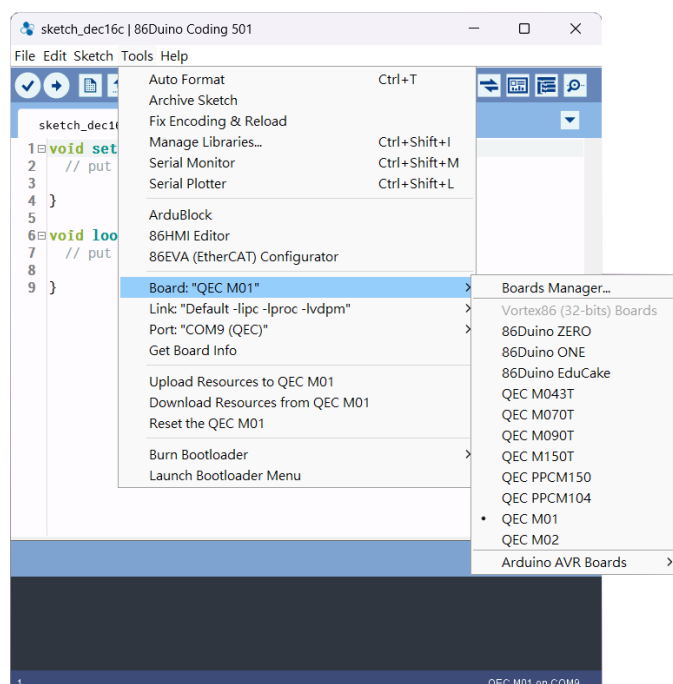 sketch_dec16c | 86Duino Coding 501
File Edit Sketch Tools Help
sketch_dec16
Auto Format Ctrl+T
Archive Sketch
Fix Encoding & Reload
Manage Libraries... Ctrl+Shift+I
Serial Monitor Ctrl+Shift+M
Serial Plotter Ctrl+Shift+L
ArduBlock
86HMI Editor
86EVA (EtherCAT) Configurator
Board: "QEC M01"
Link: "Default -lipc -lproc -lvdpm"
Port: "COM9 (QEC)"
Get Board Info
Upload Resources to QEC M01
Download Resources from QEC M01
Reset the QEC M01
Burn Bootloader
Launch Bootloader Menu
1 void set
2 // put
3
4 }
5
6 void loo
7 // put
8
9 }
Boards Manager...
Vortex86 (32-bits) Boards
86Duino ZERO
86Duino ONE
86Duino EduCake
QEC M043T
QEC M070T
QEC M090T
QEC M150T
QEC PPCM150
QEC PPCM104
QEC M01
QEC M02
Arduino AVR Boards
1 QEC M01 on COM9